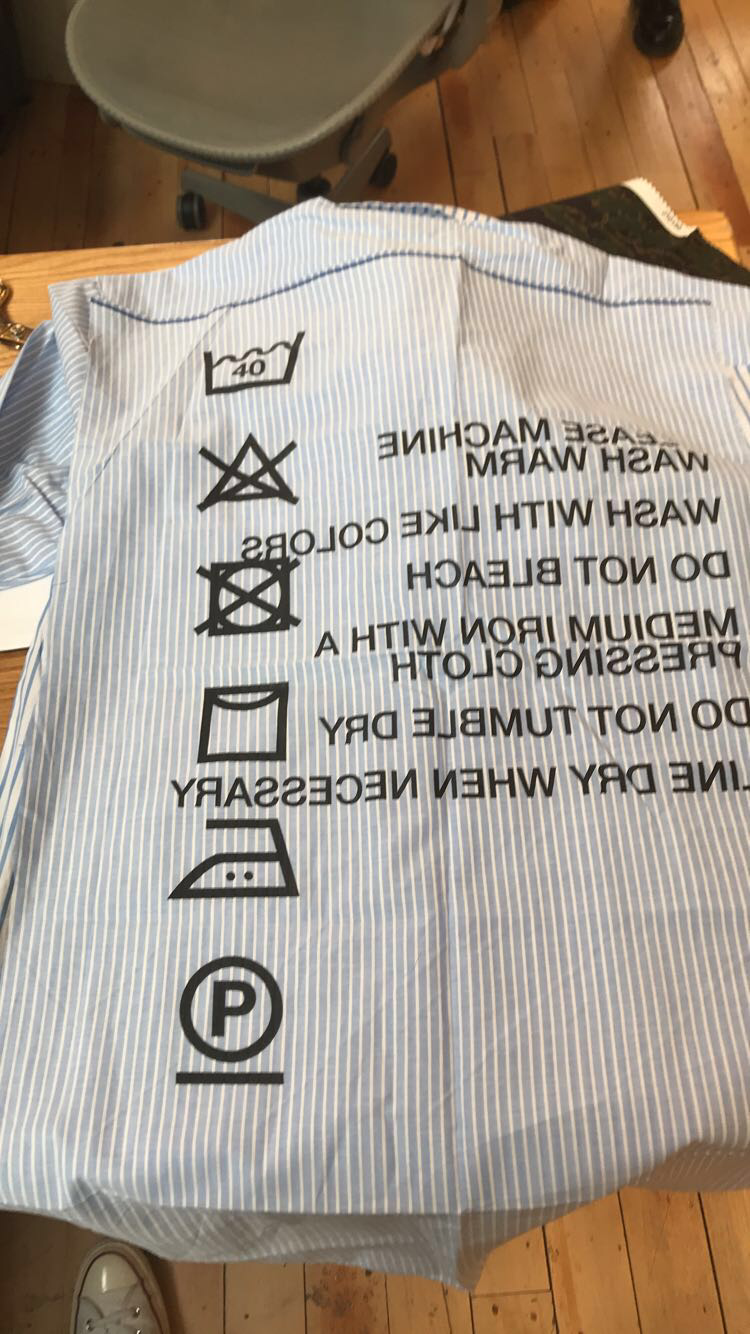 40
PLEASE MACHINE
WASH WARM
WASH WITH LIKE COLORS
DO NOT BLEACH
MEDIUM IRON WITH A
PRESSING CLOTH
DO NOT TUMBLE DRY
LINE DRY WHEN NECESSARY
P